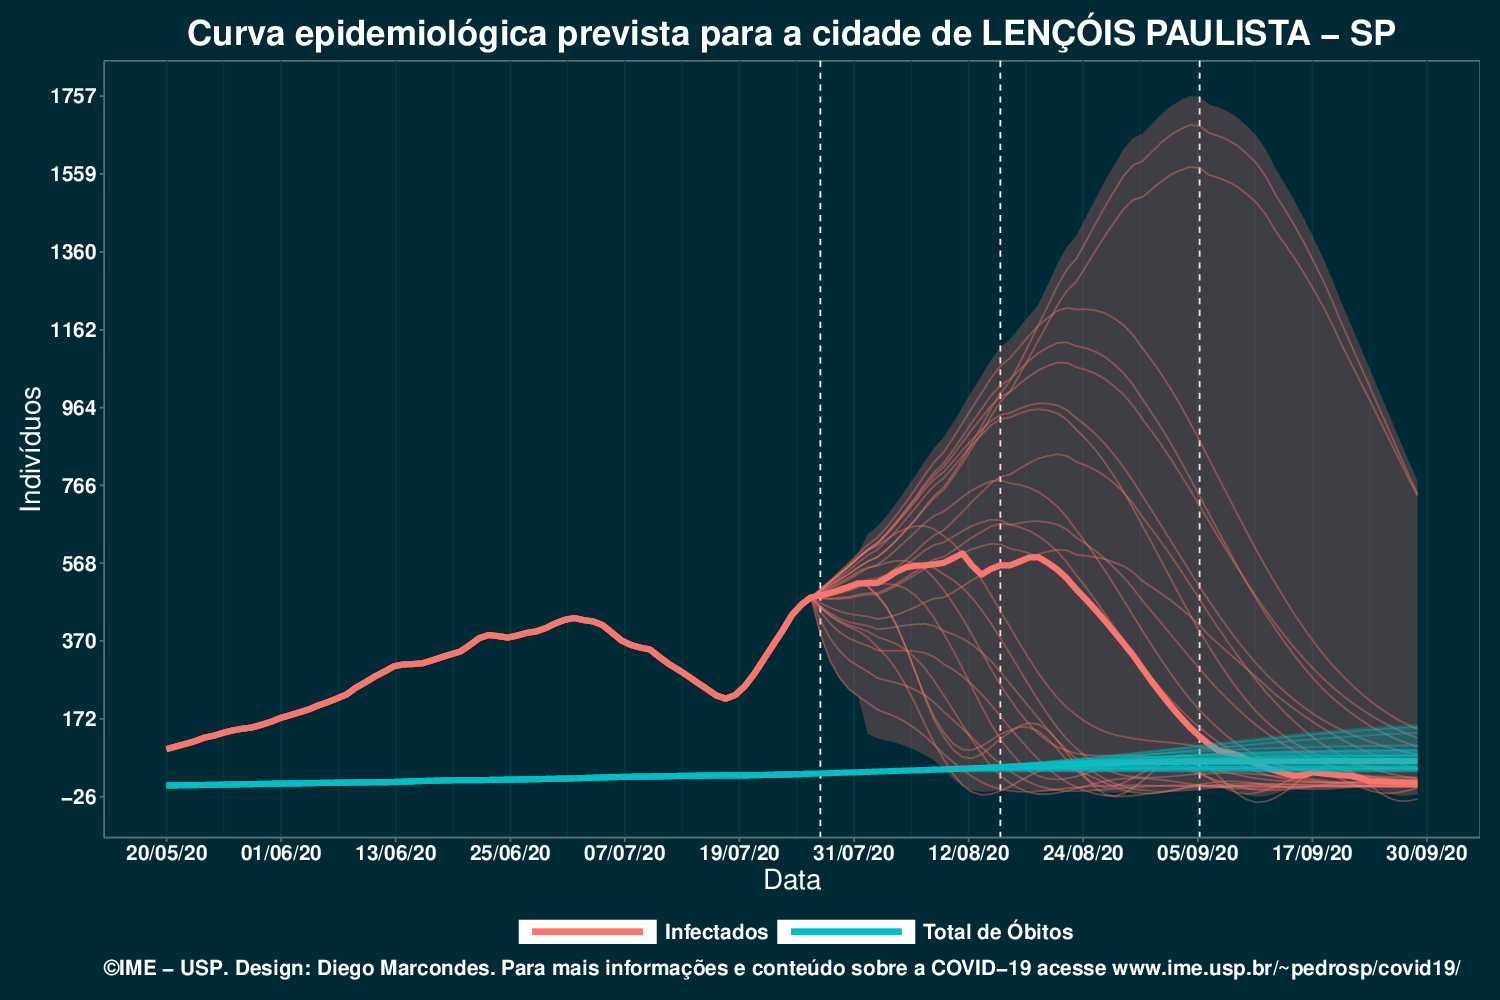 Curva epidemiológica prevista para a cidade de LENÇÓIS PAULISTA − SP
Indivíduos
1757
1559
1360
1162
964
766
568
370
172
−26
20/05/20 01/06/20 13/06/20 25/06/20 07/07/20 19/07/20 31/07/20 12/08/20 24/08/20 05/09/20 17/09/20 30/09/20
Data
Infectados Total de Óbitos
©IME − USP. Design: Diego Marcondes. Para mais informações e conteúdo sobre a COVID−19 acesse www.ime.usp.br/~pedrosp/covid19/